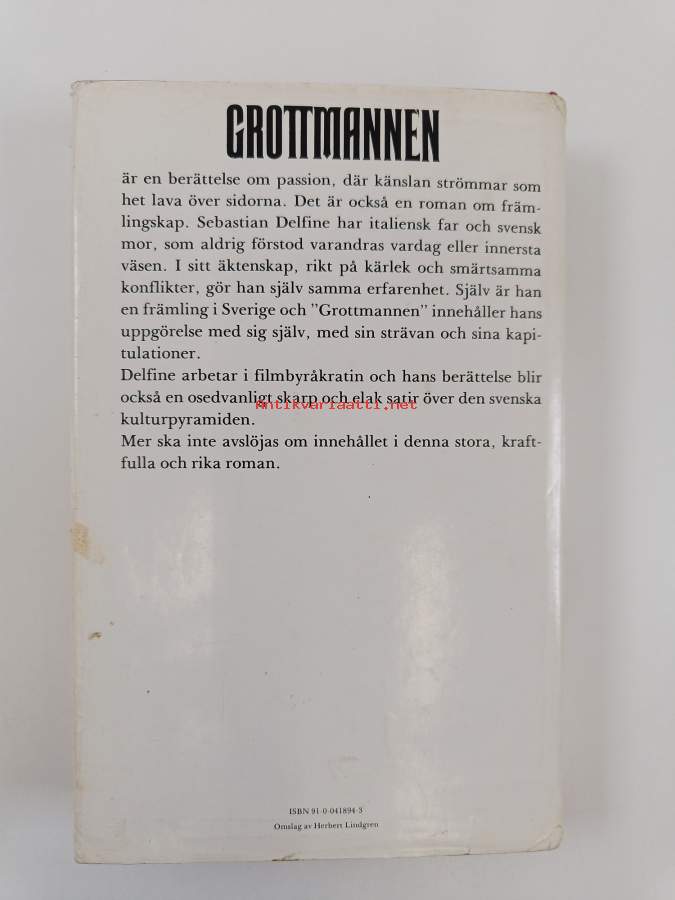 GROTTMANNEN
är en berättelse om passion, där känslan strömmar som
het lava över sidorna. Det är också en roman om främ-
lingskap. Sebastian Delfine har italiensk far och svensk
mor, som aldrig förstod varandras vardag eller innersta
väsen. I sitt äktenskap, rikt på kärlek och smärtsamma
konflikter, gör han själv samma erfarenhet. Själv är han
en främling i Sverige och ”Grottmannen” innehåller hans
uppgörelse med sig själv, med sin strävan och sina kapi-
tulationer.
Delfine arbetar i filmbyråkratin och hans berättelse blir
också en osedvanligt skarp och elak satir över den svenska
Antikvariaatti.net
kulturpyramiden.
Mer ska inte avslöjas om innehållet i denna stora, kraft-
fulla och rika roman.
ISBN 91-0-041894-3
Omslag av Herbert Lindgren